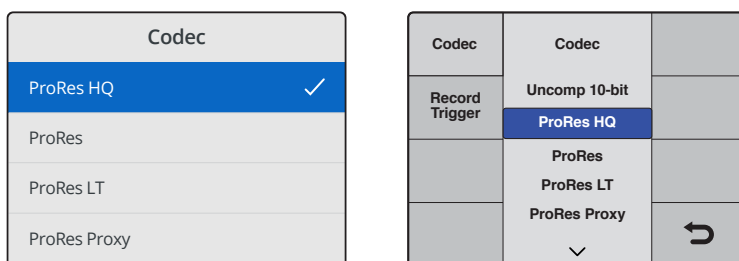 Codec
ProRes HQ
ProRes
ProRes LT
ProRes Proxy
Codec
Record
Trigger
Codec
Uncomp 10-bit
ProRes HQ
ProRes
ProRes LT
ProRes Proxy